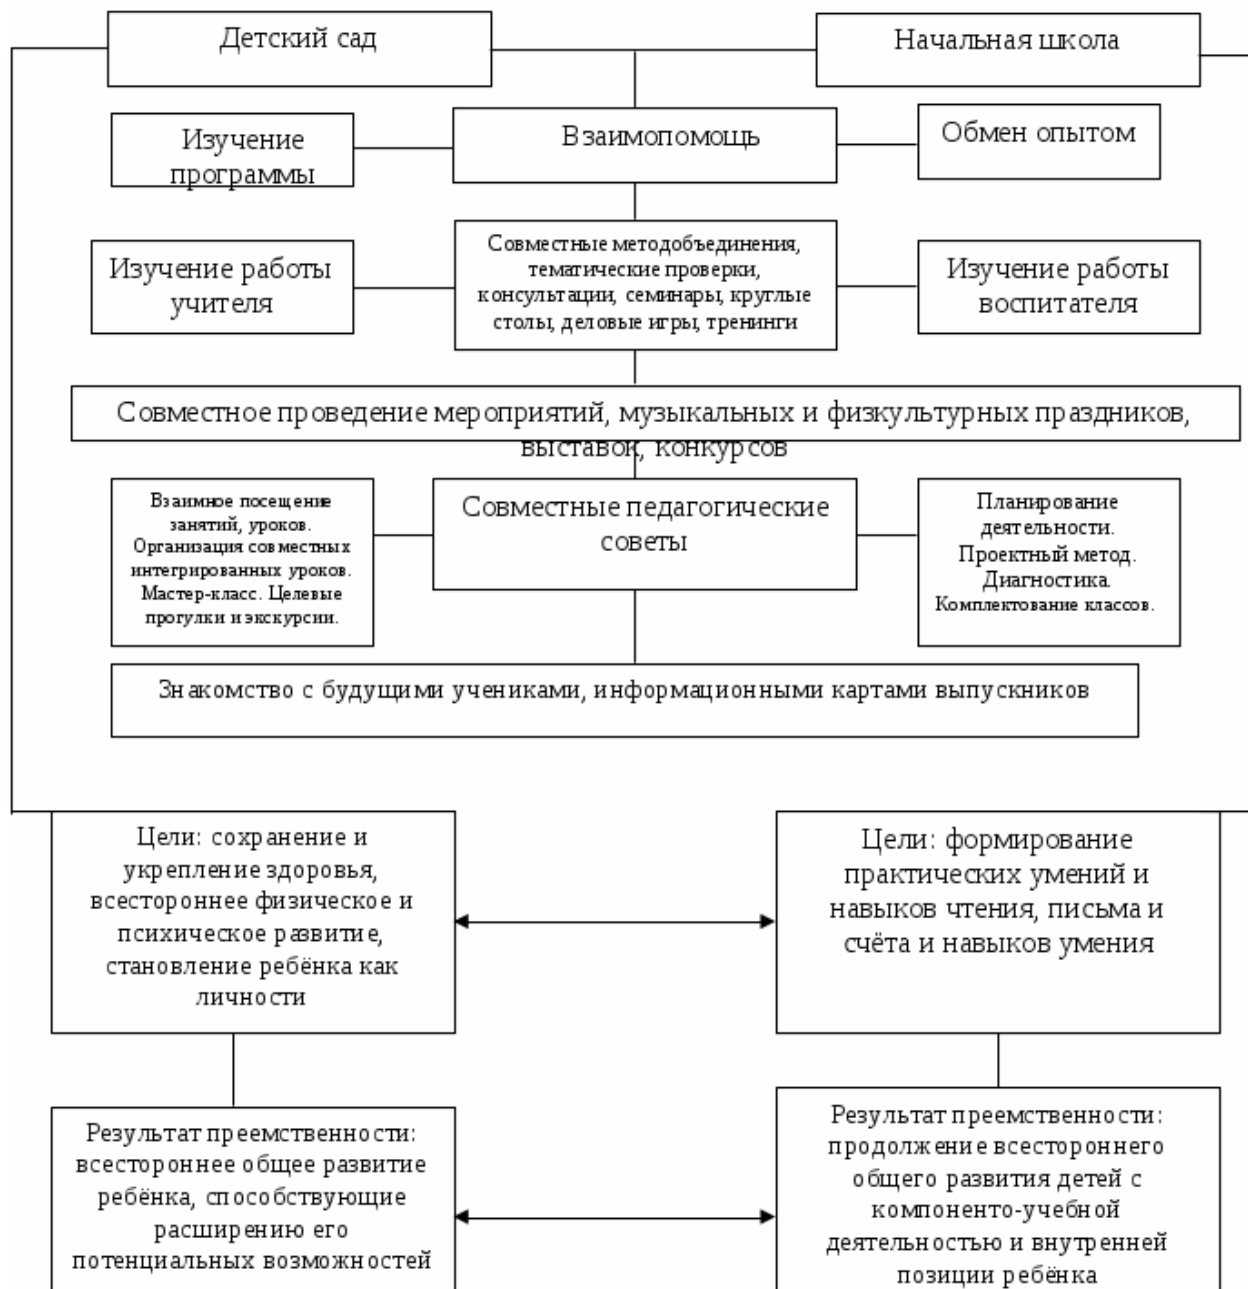 Детский сад
Начальная школа
Изучение
программы
Взаимопомощь
Обмен опытом
Изучение работы
учителя
Совместные методобъединения,
тематические проверки,
консультации, семинары, круглые
столы, деловые игры, тренинги
Изучение работы
воспитателя
Совместное проведение мероприятий, музыкальных и физкультурных праздников,
выставок, конкурсов
Взаимное посещение
занятий, уроков.
Организация совместных
интегрированных уроков.
Мастер-класс. Целевые
прогулки и экскурсии.
Совместные педагогические
советы
Планирование
деятельности.
Проектный метод.
Диагностика.
Комплектование классов.
Знакомство с будущими учениками, информационными картами выпускников
Цели: сохранение и
укрепление здоровья,
всестороннее физическое и
психическое развитие,
становление ребёнка как
личности
Цели: формирование
практических умений и
навыков чтения, письма и
счёта и навыков умения
Результат преемственности:
всестороннее общее развитие
ребёнка, способствующие
расширению его
потенциальных возможностей
Результат преемственности:
продолжение всестороннего
общего развития детей с
компоненто-учебной
деятельностью и внутренней
позиции ребёнка